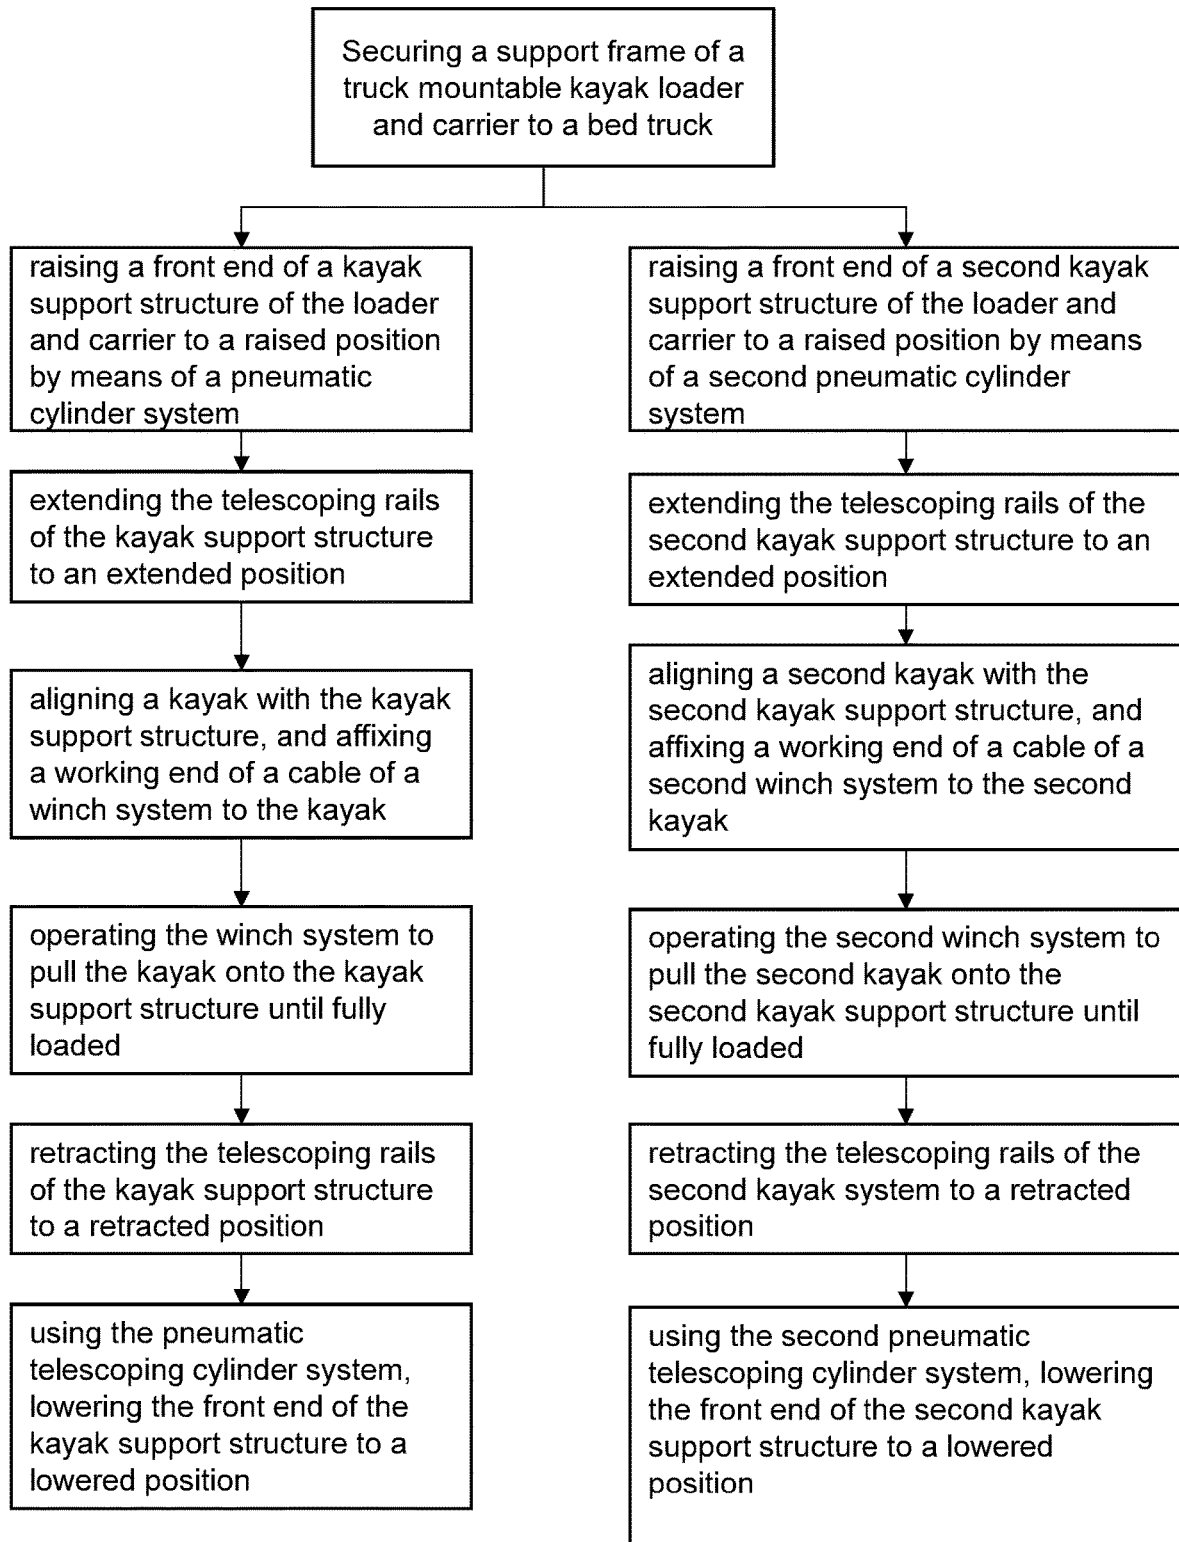 Securing a support frame of a
truck mountable kayak loader
and carrier to a bed truck
raising a front end of a kayak
support structure of the loader
and carrier to a raised position
by means of a pneumatic
cylinder system
extending the telescoping rails
of the kayak support structure
to an extended position
aligning a kayak with the kayak
support structure, and affixing
a working end of a cable of a
winch system to the kayak
operating the winch system to
pull the kayak onto the kayak
support structure until fully
loaded
retracting the telescoping rails
of the kayak support structure
to a retracted position
using the pneumatic
telescoping cylinder system,
lowering the front end of the
kayak support structure to a
lowered position
raising a front end of a second kayak
support structure of the loader and
carrier to a raised position by means
of a second pneumatic cylinder
system
extending the telescoping rails of the
second kayak support structure to an
extended position
aligning a second kayak with the
second kayak support structure, and
affixing a working end of a cable of a
second winch system to the second
kayak
operating the second winch system to
pull the second kayak onto the
second kayak support structure until
fully loaded
retracting the telescoping rails of the
second kayak system to a retracted
position
using the second pneumatic
telescoping cylinder system, lowering
the front end of the second kayak
support structure to a lowered
position